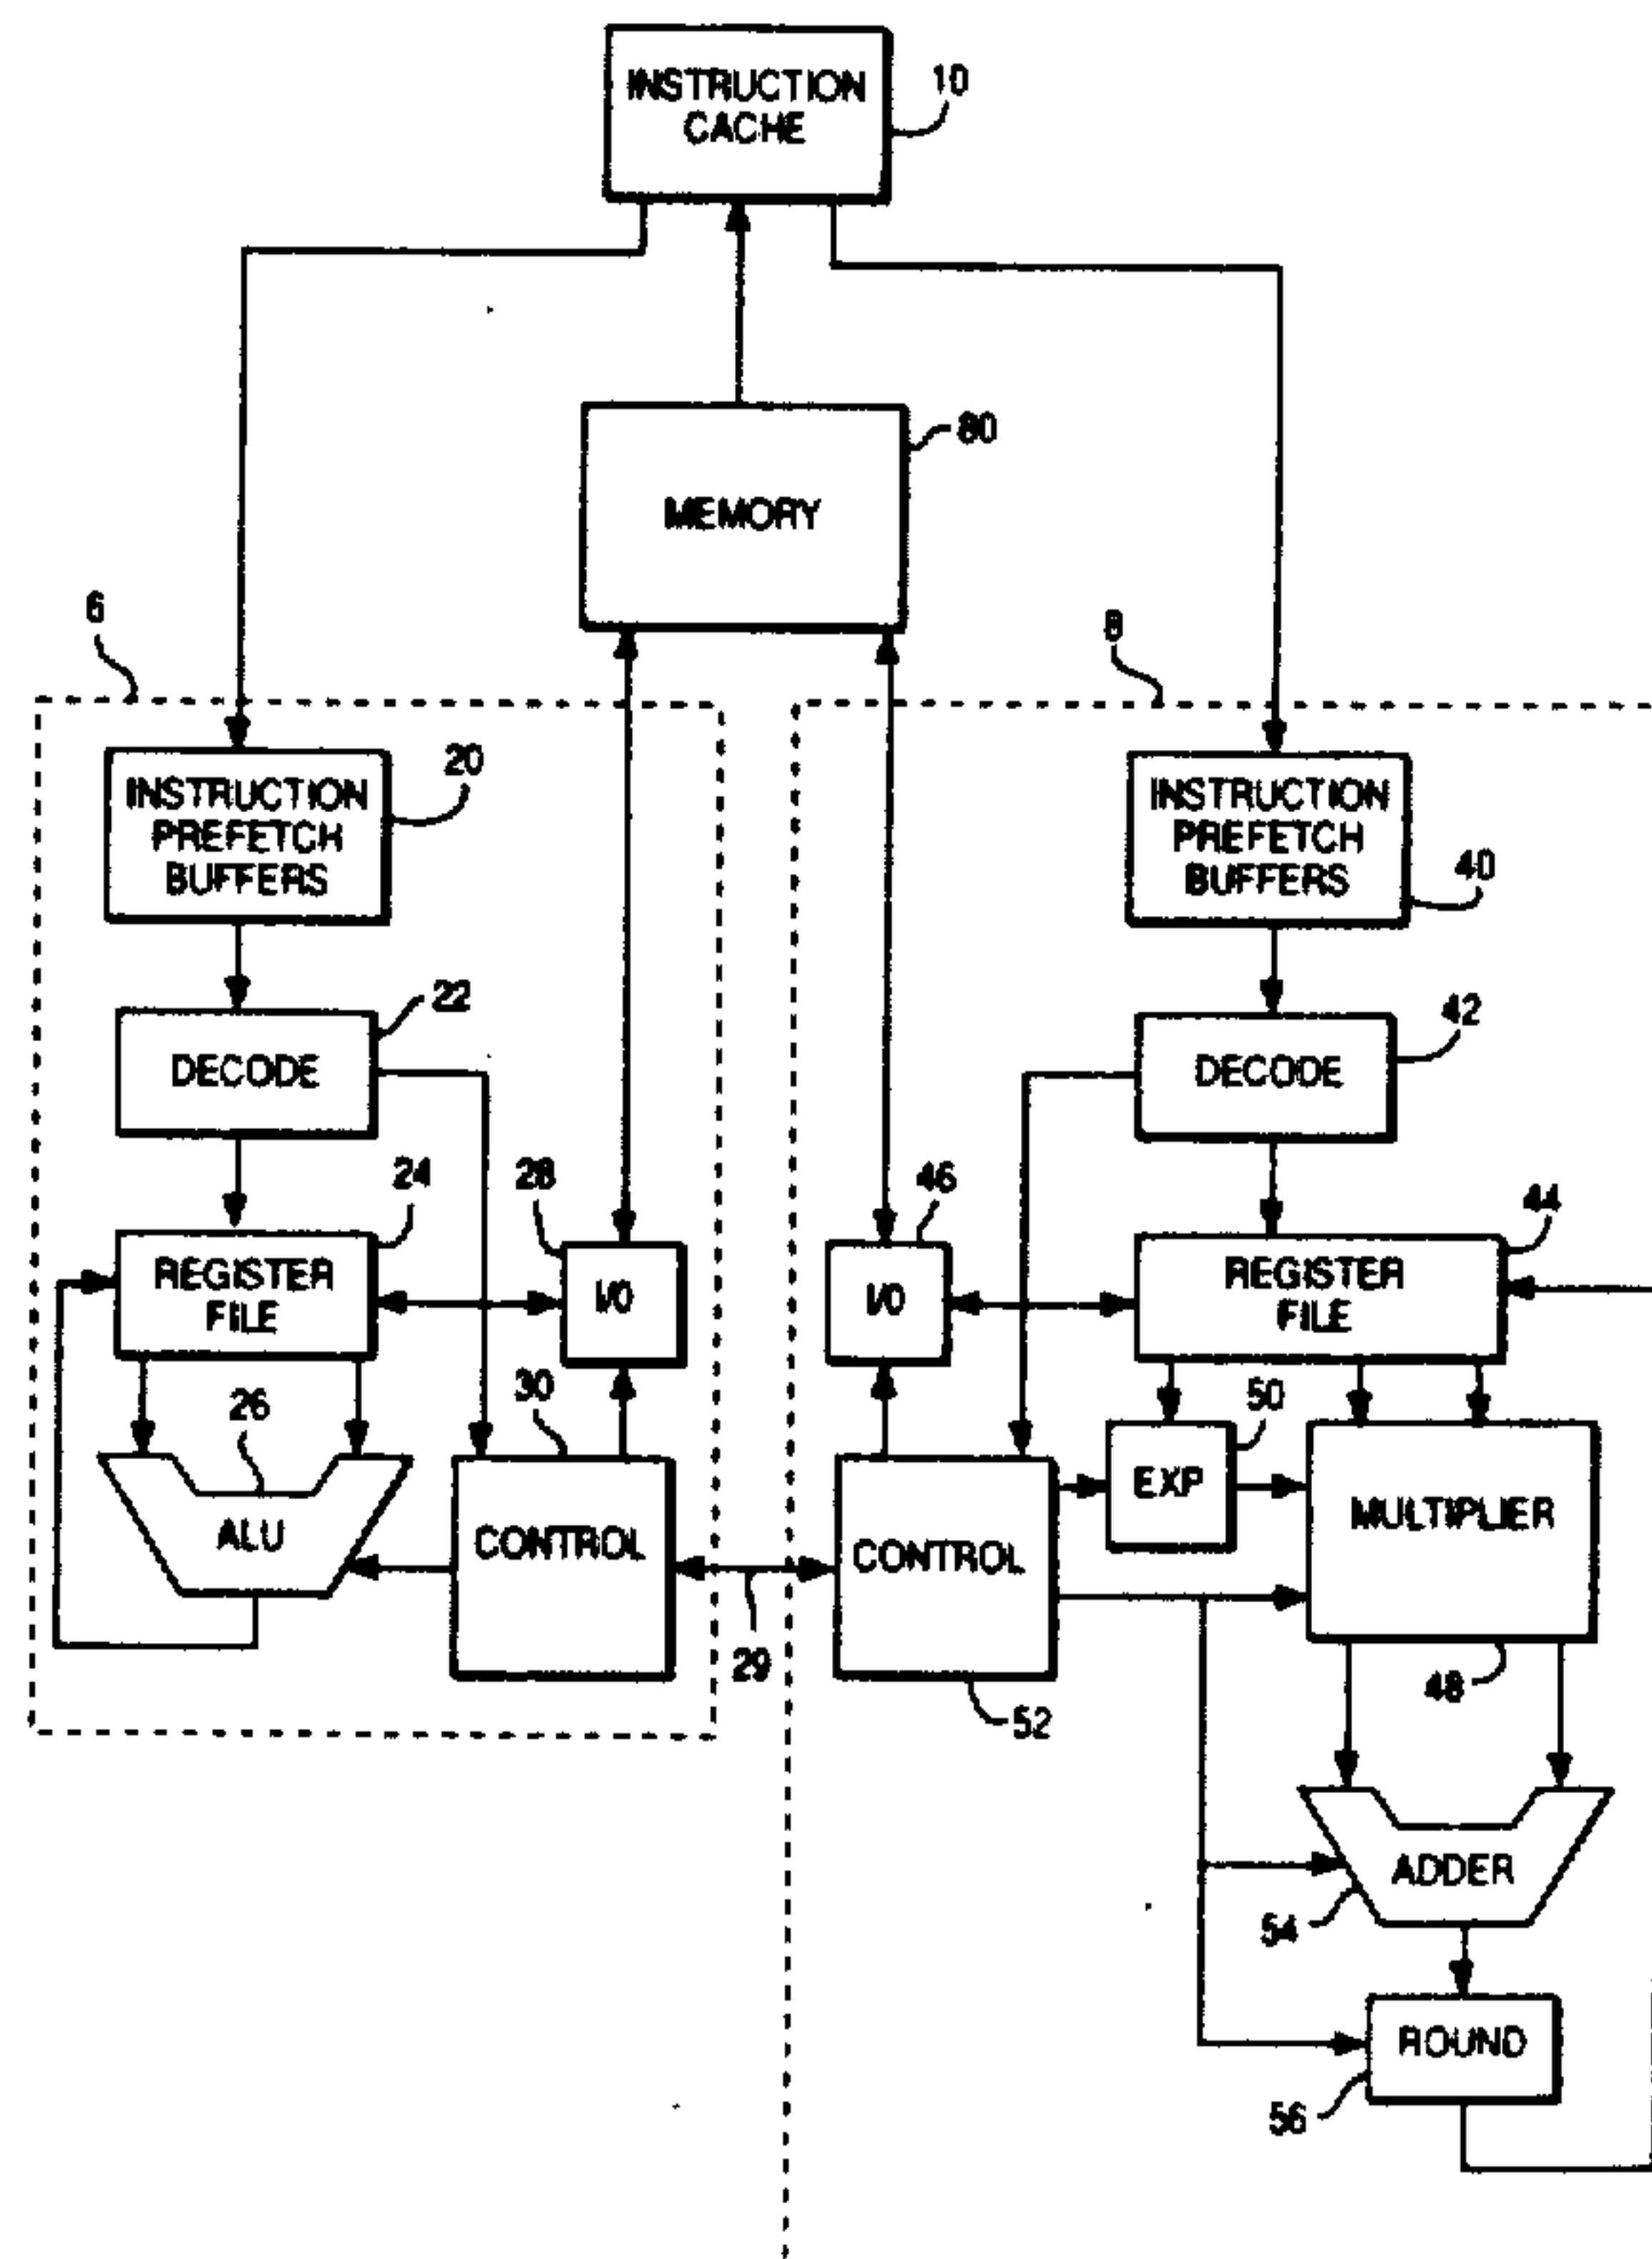 INSTRUCTION
CACHE
10
MEMORY
80
6
8
INSTRUCTION
PREFETCH
BUFFERS
20
INSTRUCTION
PREFETCH
BUFFERS
40
DECODE
22
DECODE
42
REGISTER
FILE
24
I/O
28
I/O
46
REGISTER
FILE
44
ALU
26
CONTROL
30
29
CONTROL
52
EXP
50
MULTIPLIER
48
ADDER
54
ROUND
56